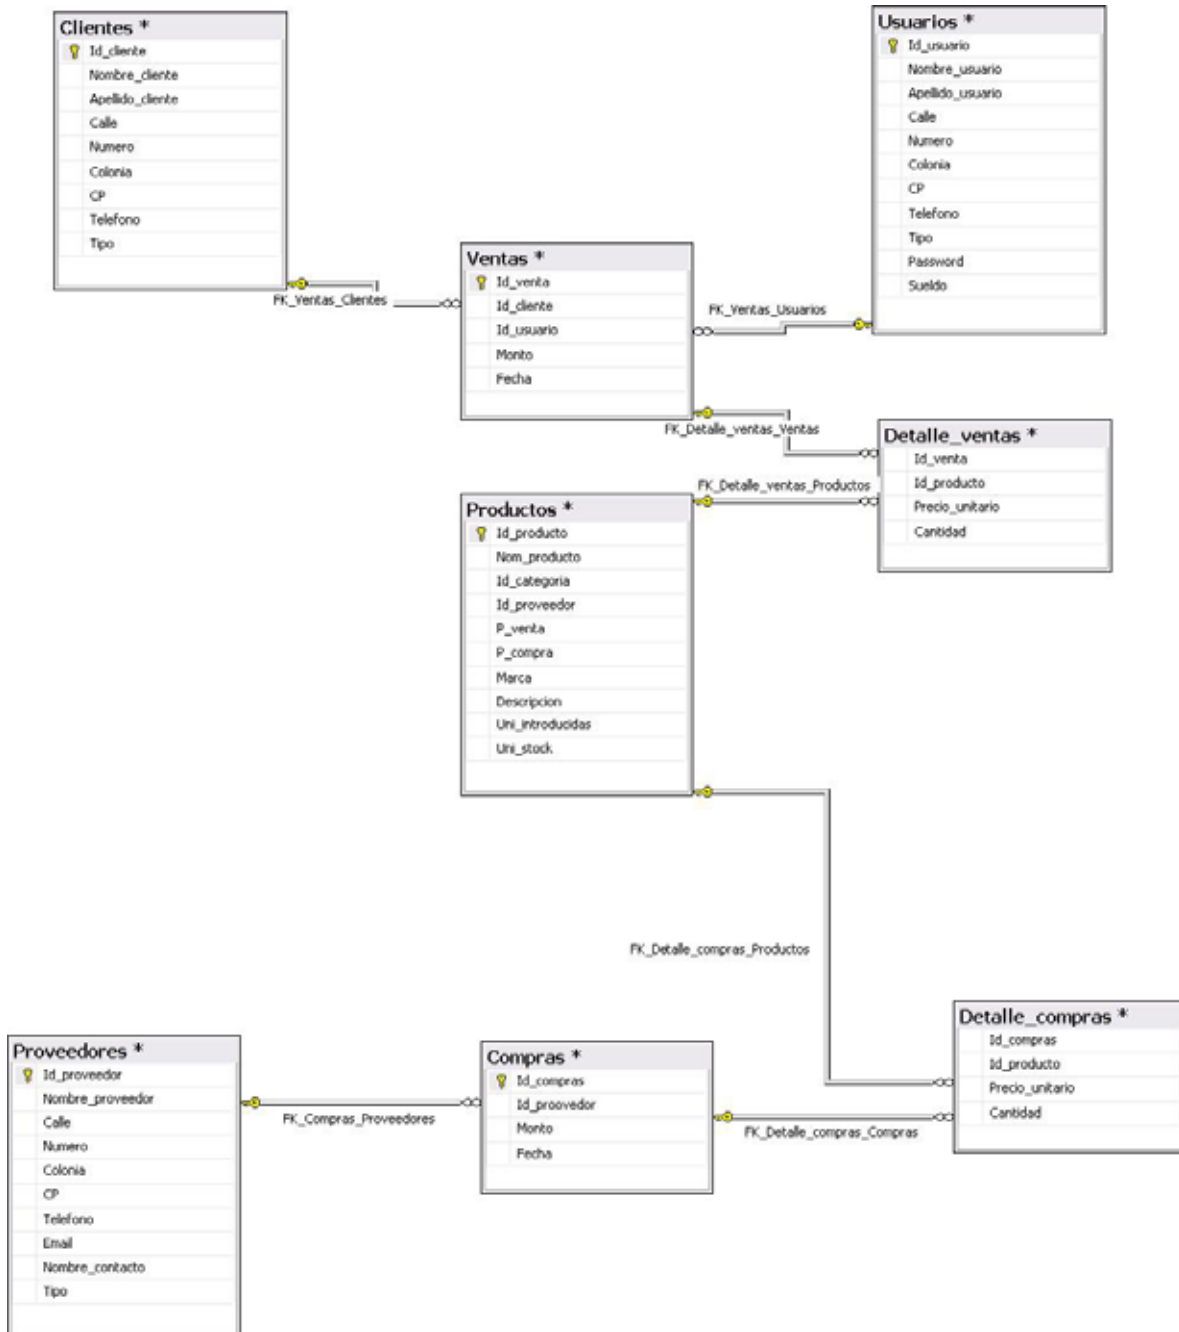 Clientes *
Id_cliente
Nombre_cliente
Apellido_cliente
Calle
Numero
Colonia
CP
Telefono
Tipo
Usuarios *
Id_usuario
Nombre_usuario
Apellido_usuario
Calle
Numero
Colonia
CP
Telefono
Tipo
Password
Sueldo
FK_Ventas_Clientes
Ventas *
Id_venta
Id_cliente
Id_usuario
Monto
Fecha
FK_Ventas_Usuarios
FK_Detalle_ventas_Ventas
Detalle_ventas *
Id_venta
Id_producto
Precio_unitario
Cantidad
FK_Detalle_ventas_Productos
Productos *
Id_producto
Nom_producto
Id_categoria
Id_proveedor
P_venta
P_compra
Marca
Descripcion
Uni_introducidas
Uni_stock
FK_Detalle_compras_Productos
Proveedores *
Id_proveedor
Nombre_proveedor
Calle
Numero
Colonia
CP
Telefono
Email
Nombre_contacto
Tipo
FK_Compras_Proveedores
Compras *
Id_compras
Id_proovedor
Monto
Fecha
FK_Detalle_compras_Compras
Detalle_compras *
Id_compras
Id_producto
Precio_unitario
Cantidad